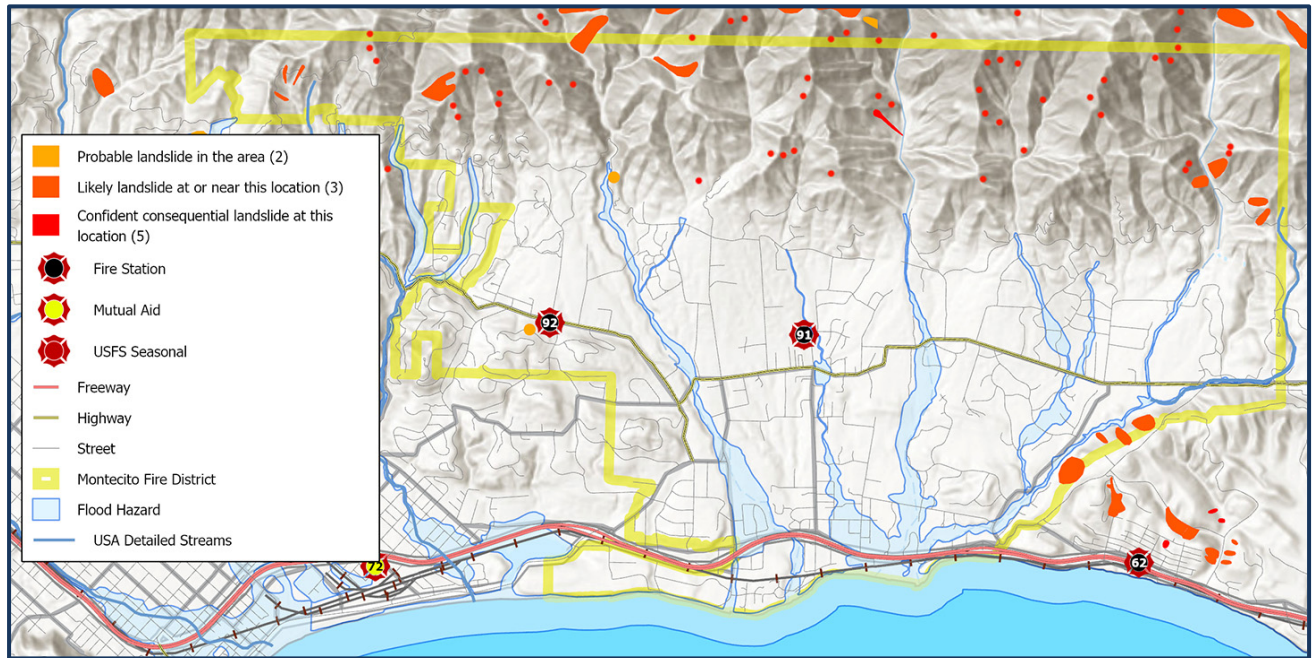 Probable landslide in the area (2)
Likely landslide at or near this location (3)
Confident consequential landslide at this
location (5)
Fire Station
Mutual Aid
USFS Seasonal
Freeway
Highway
Street
Montecito Fire District
Flood Hazard
USA Detailed Streams
92
91
72
62